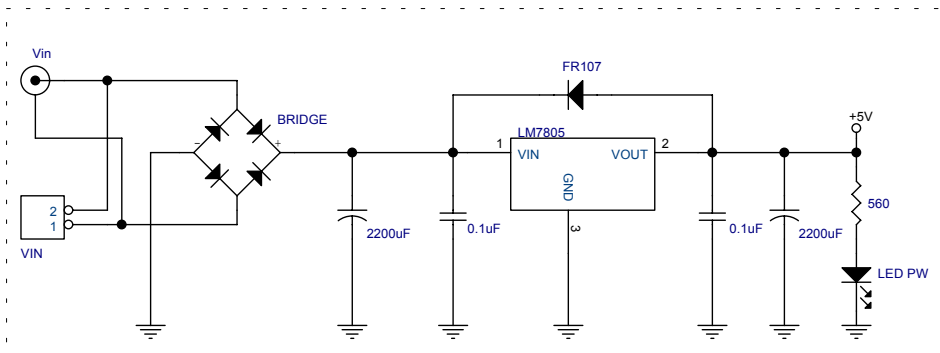 Vin
FR107
BRIDGE
LM7805
+5V
1
VIN
VOUT
2
−
+
GND
3
2
1
VIN
2200uF
0.1uF
0.1uF
2200uF
560
LED PW